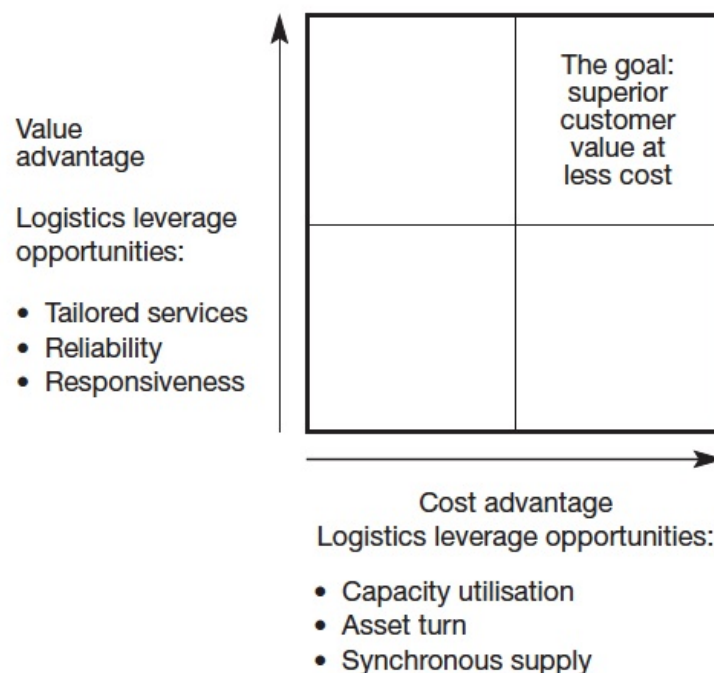 The goal:
superior
customer
value at
less cost
Value
advantage
Logistics leverage
opportunities:
• Tailored services
• Reliability
• Responsiveness
Cost advantage
Logistics leverage opportunities:
• Capacity utilisation
• Asset turn
• Synchronous supply